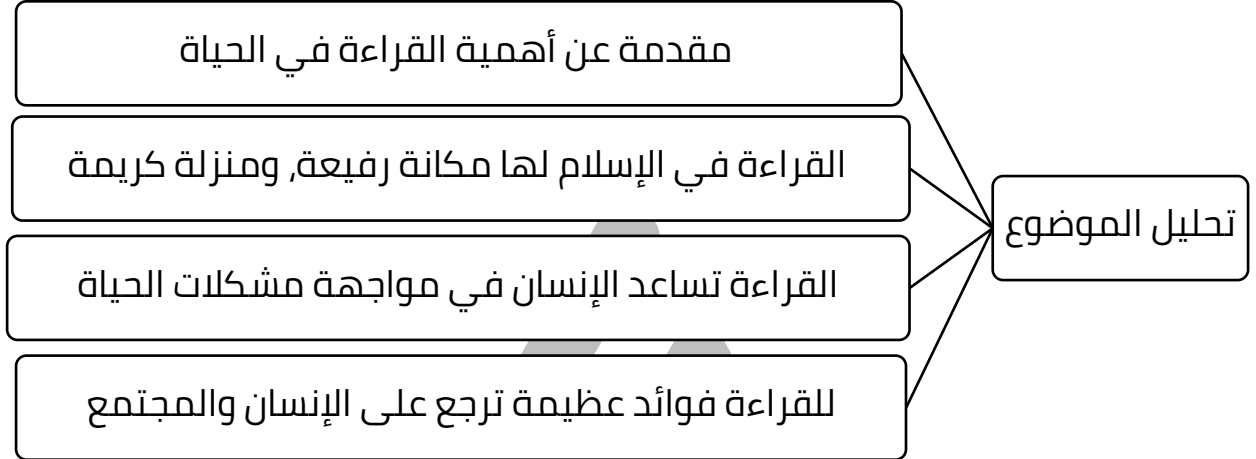 تحليل الموضوع
مقدمة عن أهمية القراءة في الحياة
القراءة في الإسلام لها مكانة رفيعة, ومنزلة كريمة
القراءة تساعد الإنسان في مواجهة مشكلات الحياة
للقراءة فوائد عظيمة ترجع على الإنسان والمجتمع